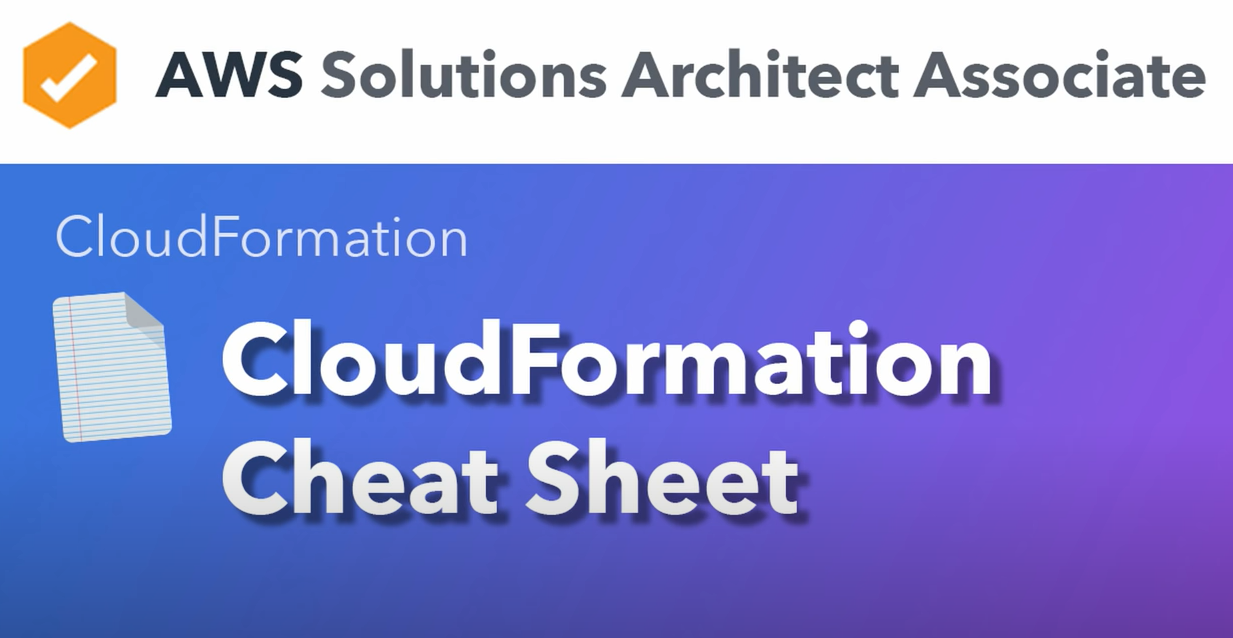 AWS Solutions Architect Associate
CloudFormation
CloudFormation
Cheat Sheet